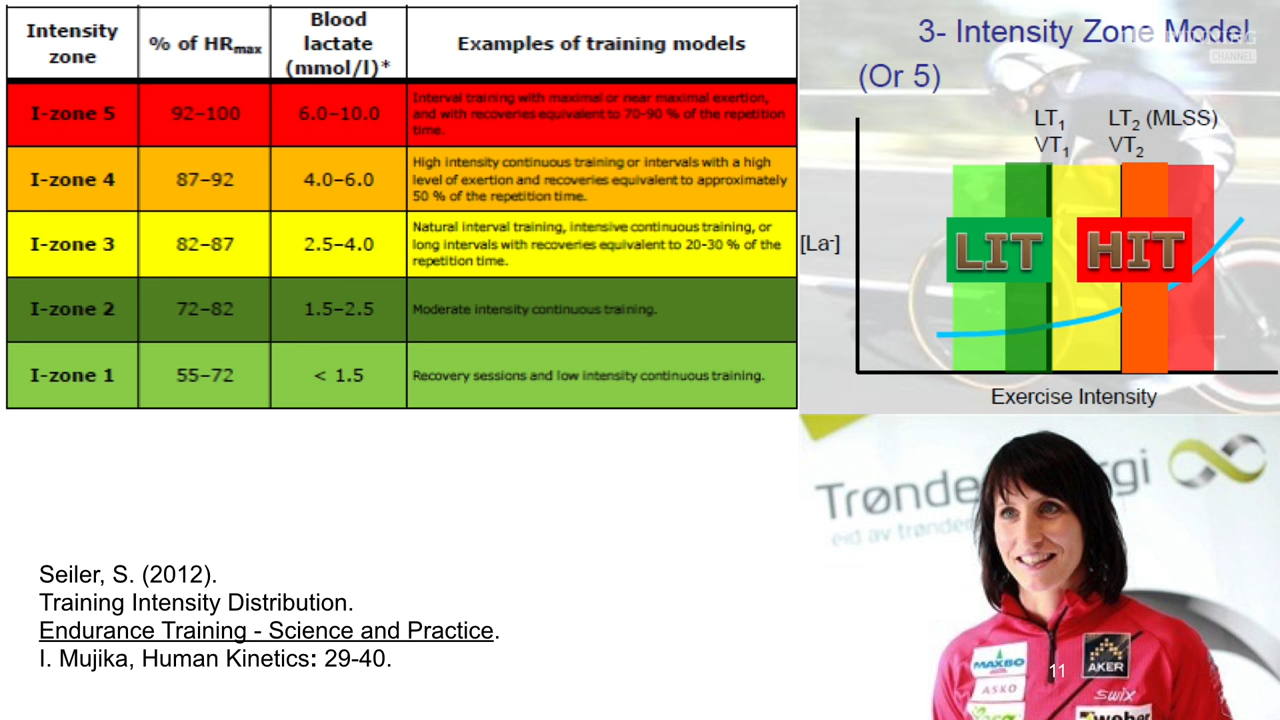 Intensity zone
% of HRmax
Blood lactate (mmol/l)*
Examples of training models
I-zone 5
92–100
6.0–10.0
Interval training with maximal or near maximal exertion,
and with recoveries equivalent to 70-90 % of the repetition
time.
I-zone 4
87–92
4.0–6.0
High intensity continuous training or intervals with a high
level of exertion and recoveries equivalent to approximately
50 % of the repetition time.
I-zone 3
82–87
2.5–4.0
Natural interval training, intensive continuous training, or
long intervals with recoveries equivalent to 20-30 % of the
repetition time.
I-zone 2
72–82
1.5–2.5
Moderate intensity continuous training.
I-zone 1
55–72
< 1.5
Recovery sessions and low intensity continuous training.
3- Intensity Zone Model
(Or 5)
CHANNEL
LT1
VT1
LT2 (MLSS)
VT2
[La-]
LIT
HIT
Exercise Intensity
eid av
MAXBO
ASKO
AKER
swix
weber
11
Seiler, S. (2012).
Training Intensity Distribution.
Endurance Training - Science and Practice.
I. Mujika, Human Kinetics: 29-40.